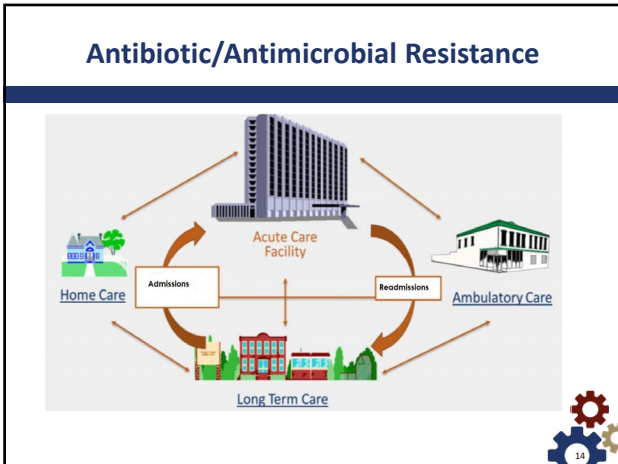 Antibiotic/Antimicrobial Resistance
Acute Care
Facility
Home Care
Admissions
Readmissions
Ambulatory Care
Long Term Care
14